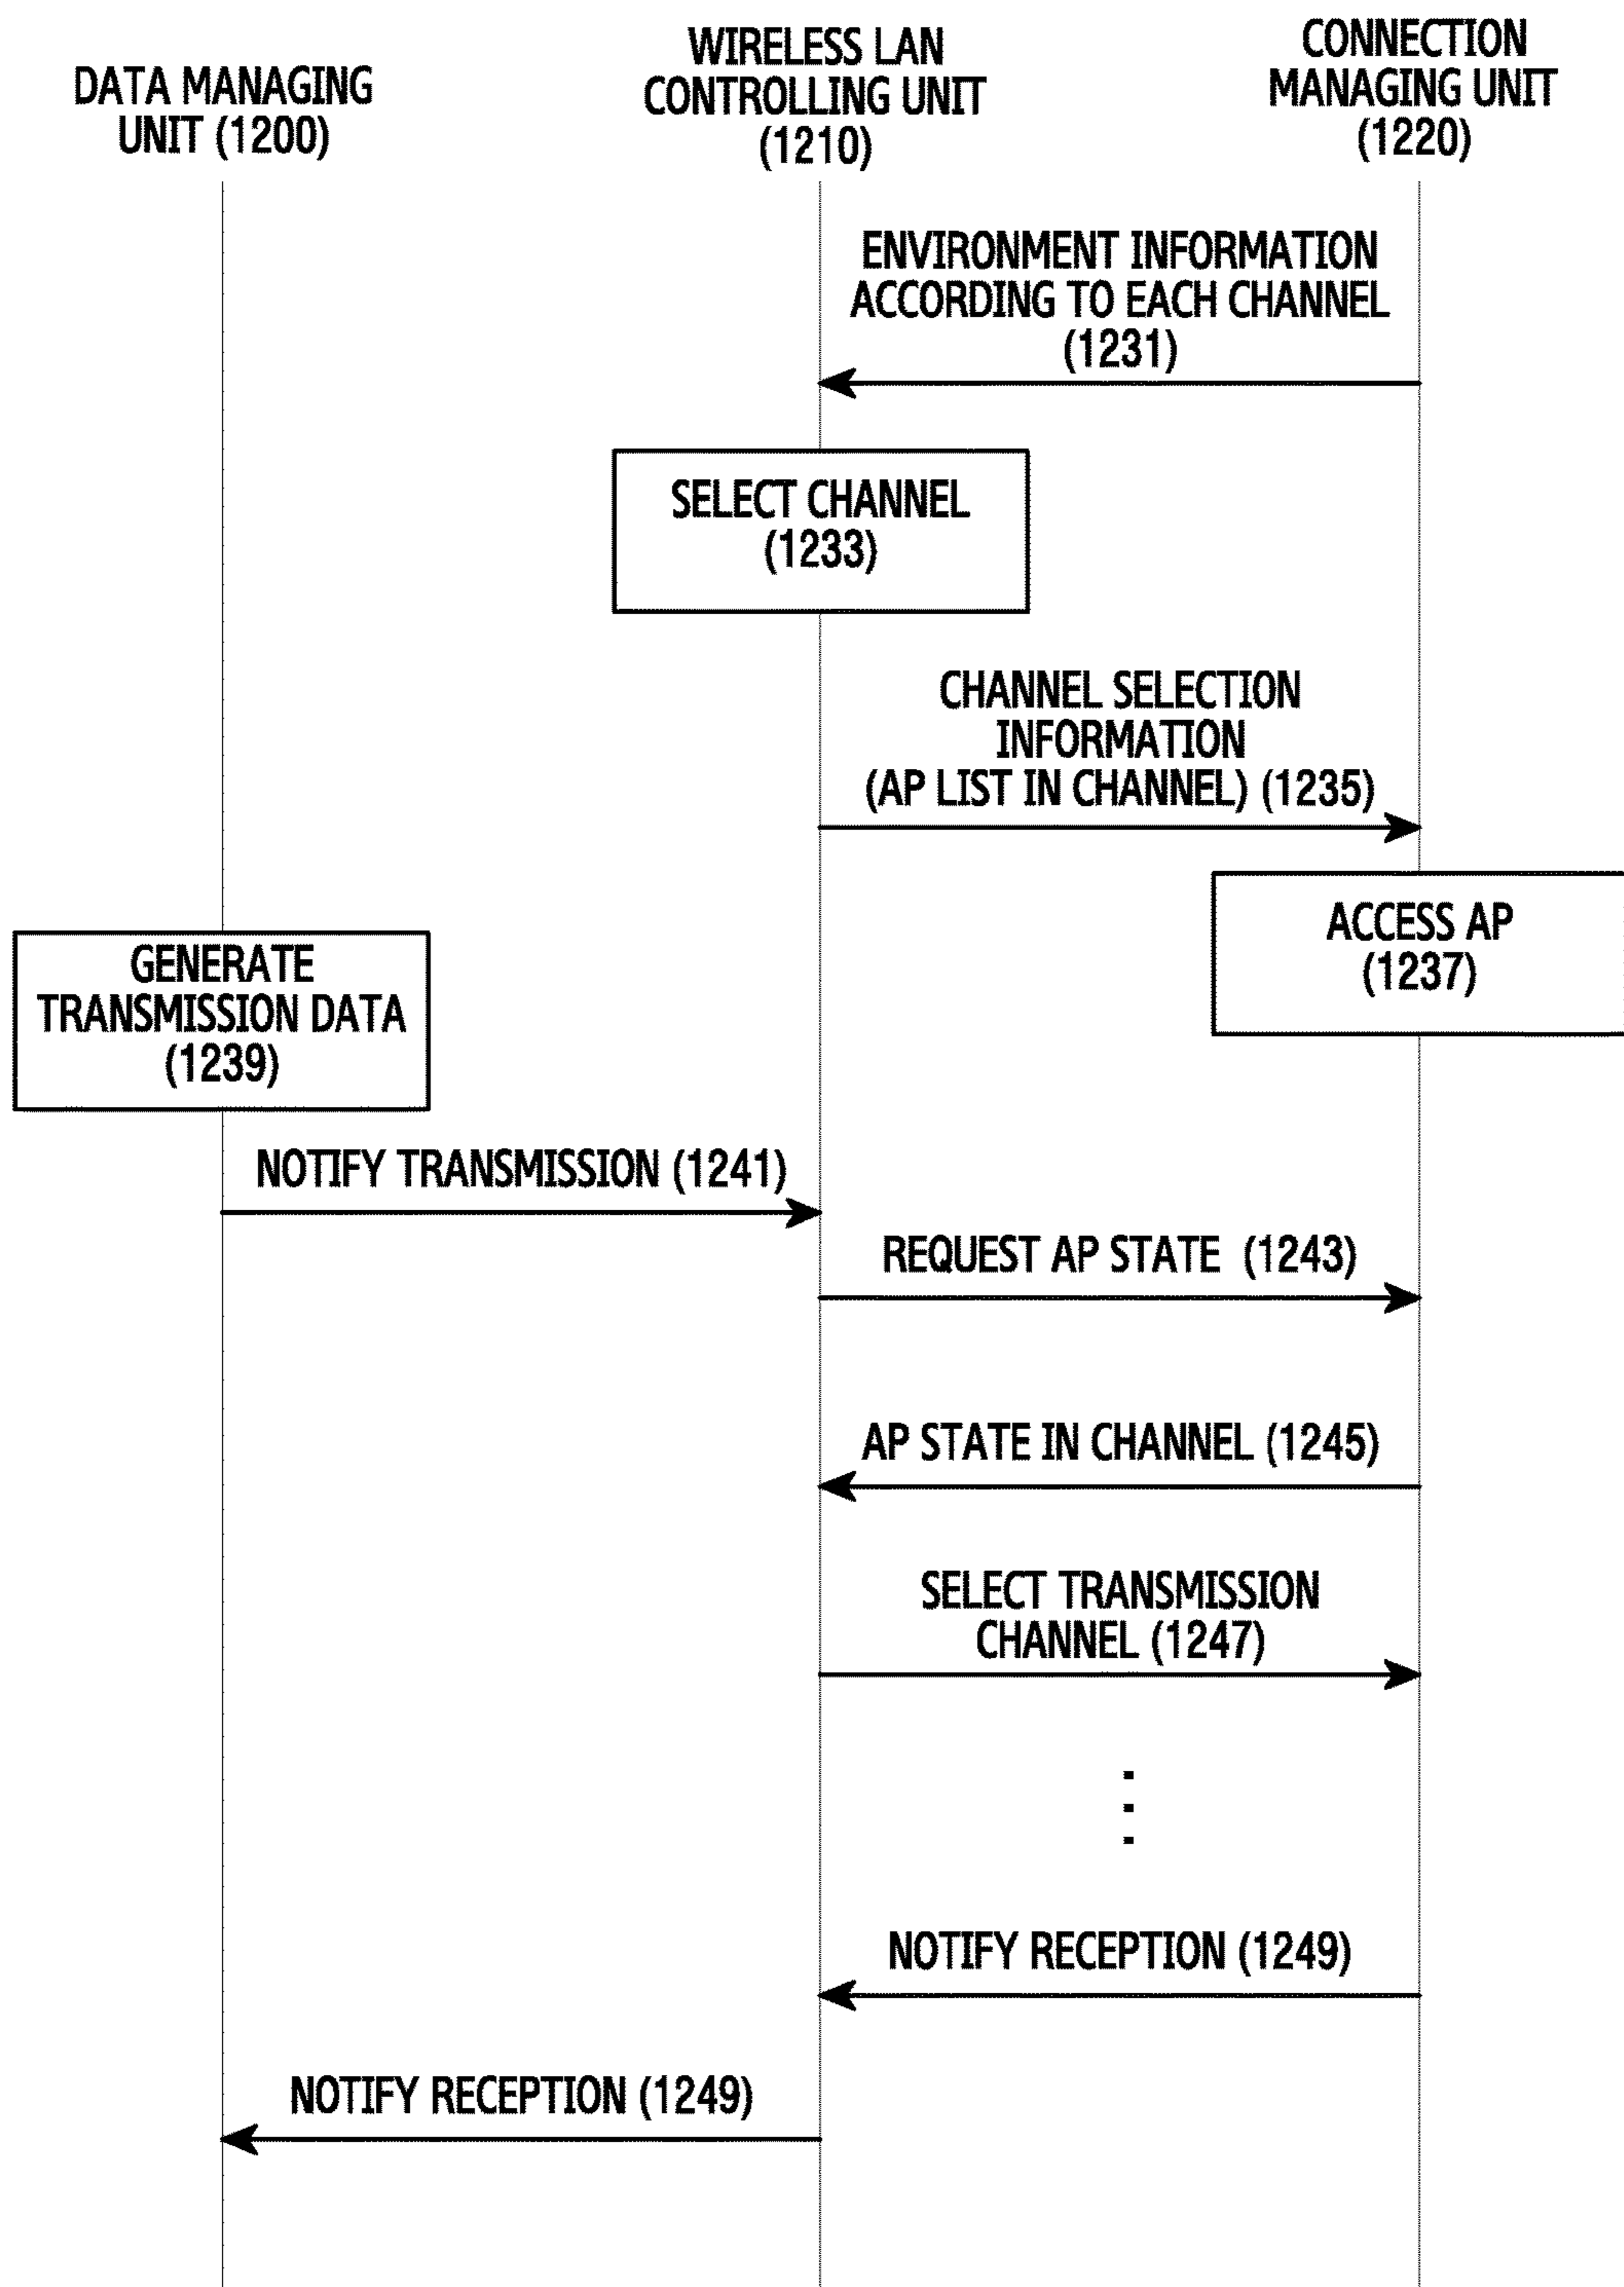 DATA MANAGING
UNIT (1200)
WIRELESS LAN
CONTROLLING UNIT
(1210)
CONNECTION
MANAGING UNIT
(1220)
ENVIRONMENT INFORMATION
ACCORDING TO EACH CHANNEL
(1231)
SELECT CHANNEL
(1233)
CHANNEL SELECTION
INFORMATION
(AP LIST IN CHANNEL) (1235)
ACCESS AP
(1237)
GENERATE
TRANSMISSION DATA
(1239)
NOTIFY TRANSMISSION (1241)
REQUEST AP STATE (1243)
AP STATE IN CHANNEL (1245)
SELECT TRANSMISSION
CHANNEL (1247)
NOTIFY RECEPTION (1249)
NOTIFY RECEPTION (1249)